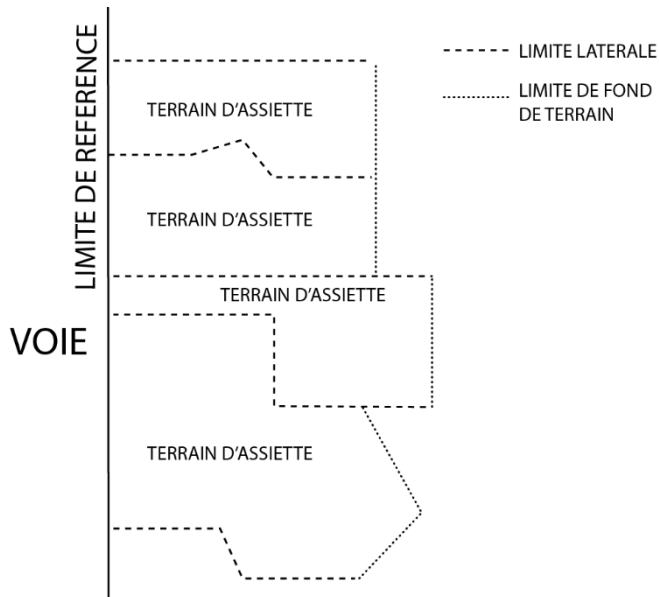 LIMITE DE REFERENCE
VOIE
TERRAIN D'ASSIETTE
TERRAIN D'ASSIETTE
TERRAIN D'ASSIETTE
TERRAIN D'ASSIETTE
LIMITE LATERALE
LIMITE DE FOND
DE TERRAIN